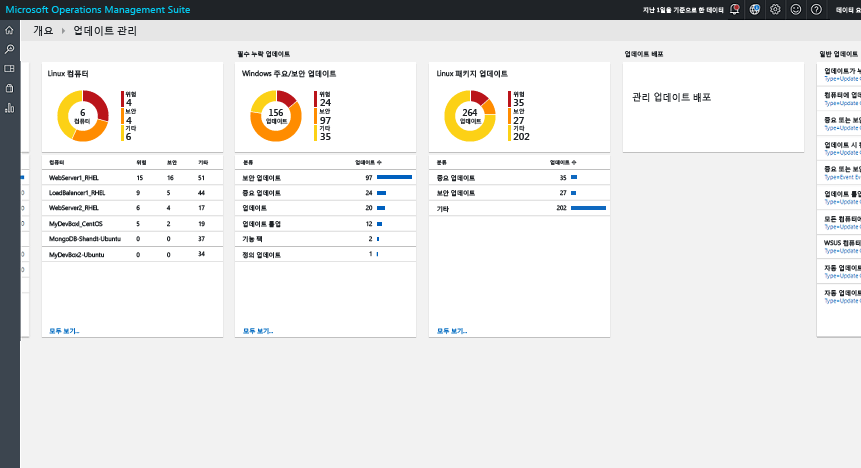 Microsoft Operations Management Suite
지난 1일을 기준으로 한 데이터
데이터 요
개요 > 업데이트 관리
필수 누락 업데이트
업데이트 배포
일반 업데이트
Linux 컴퓨터
6
컴퓨터
위험
4
보안
4
기타
6
컴퓨터 위험 보안 기타
WebServer1_RHEL 15 16 51
LoadBalancer1_RHEL 9 5 44
WebServer2_RHEL 6 4 17
MyDevBoxl_CentOS 5 2 19
MongoDB-Shandt-Ubuntu 0 0 37
MyDevBox2-Ubuntu 0 0 34
모두 보기...
Windows 주요/보안 업데이트
156
업데이트
위험
24
보안
97
기타
35
분류 업데이트 수
보안 업데이트 97
중요 업데이트 24
업데이트 20
업데이트 롤업 12
기능 팩 2
정의 업데이트 1
모두 보기...
Linux 패키지 업데이트
264
업데이트
위험
35
보안
27
기타
202
분류 업데이트 수
중요 업데이트 35
보안 업데이트 27
기타 202
모두 보기...
관리 업데이트 배포
업데이트가 누
Type=Update
컴퓨터에 업데
Type=Update
중요 또는 보안
Type=Update
업데이트 시
Type=Update
중요 또는 보안
Type=Event
업데이트 롤업
Type=Update
모든 컴퓨터에
Type=Update
WSUS 컴퓨터
Type=Update
자동 업데이트
Type=Update
자동 업데이트
Type=Update